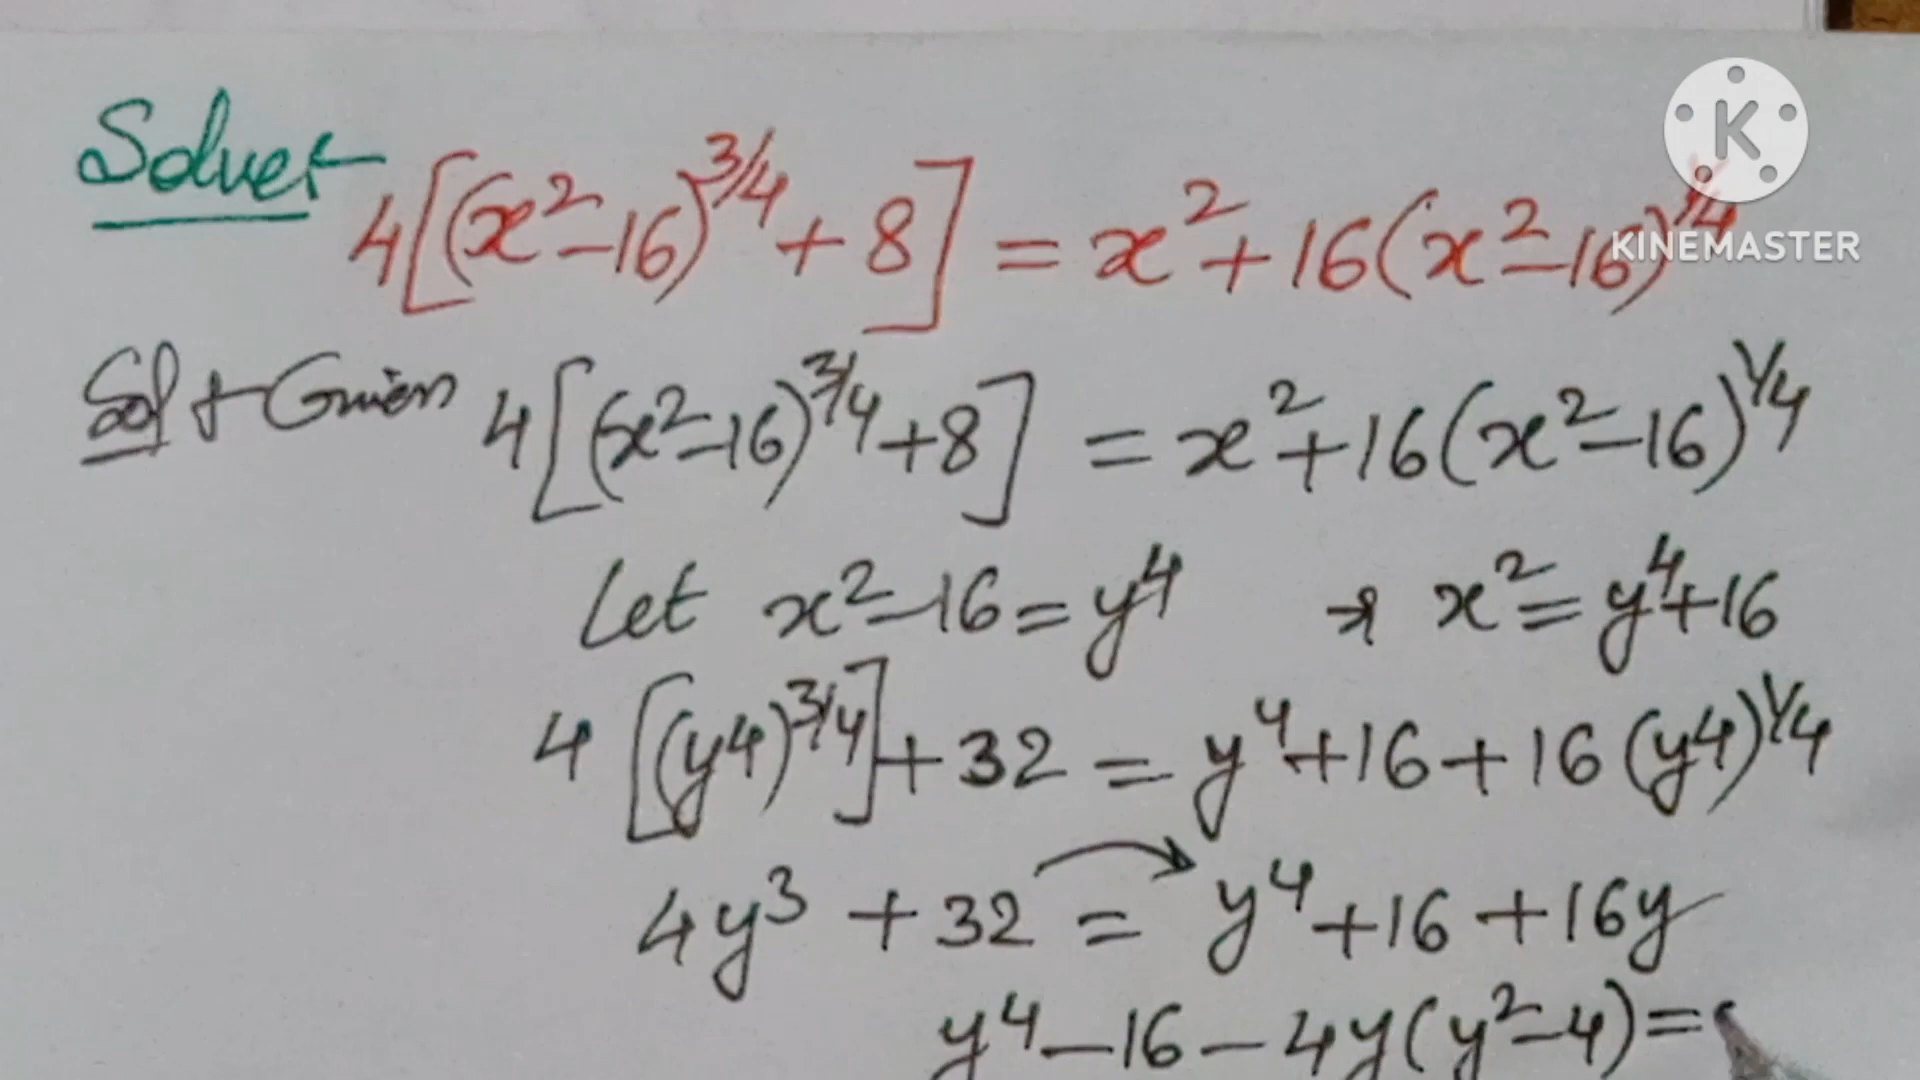 Solve:-
4[(x²-16)^3/4 + 8] = x² + 16(x²-16)^1/4
KINEMASTER
Sol:- Given 4[(x²-16)^3/4 + 8] = x² + 16(x²-16)^1/4
Let x²-16 = y⁴ ⇒ x² = y⁴+16
4[(y4)^3/4] + 32 = y⁴ + 16 + 16(y4)^1/4
4y³ + 32 = y⁴ + 16 + 16y
y⁴ - 16 - 4y(y²-4) =